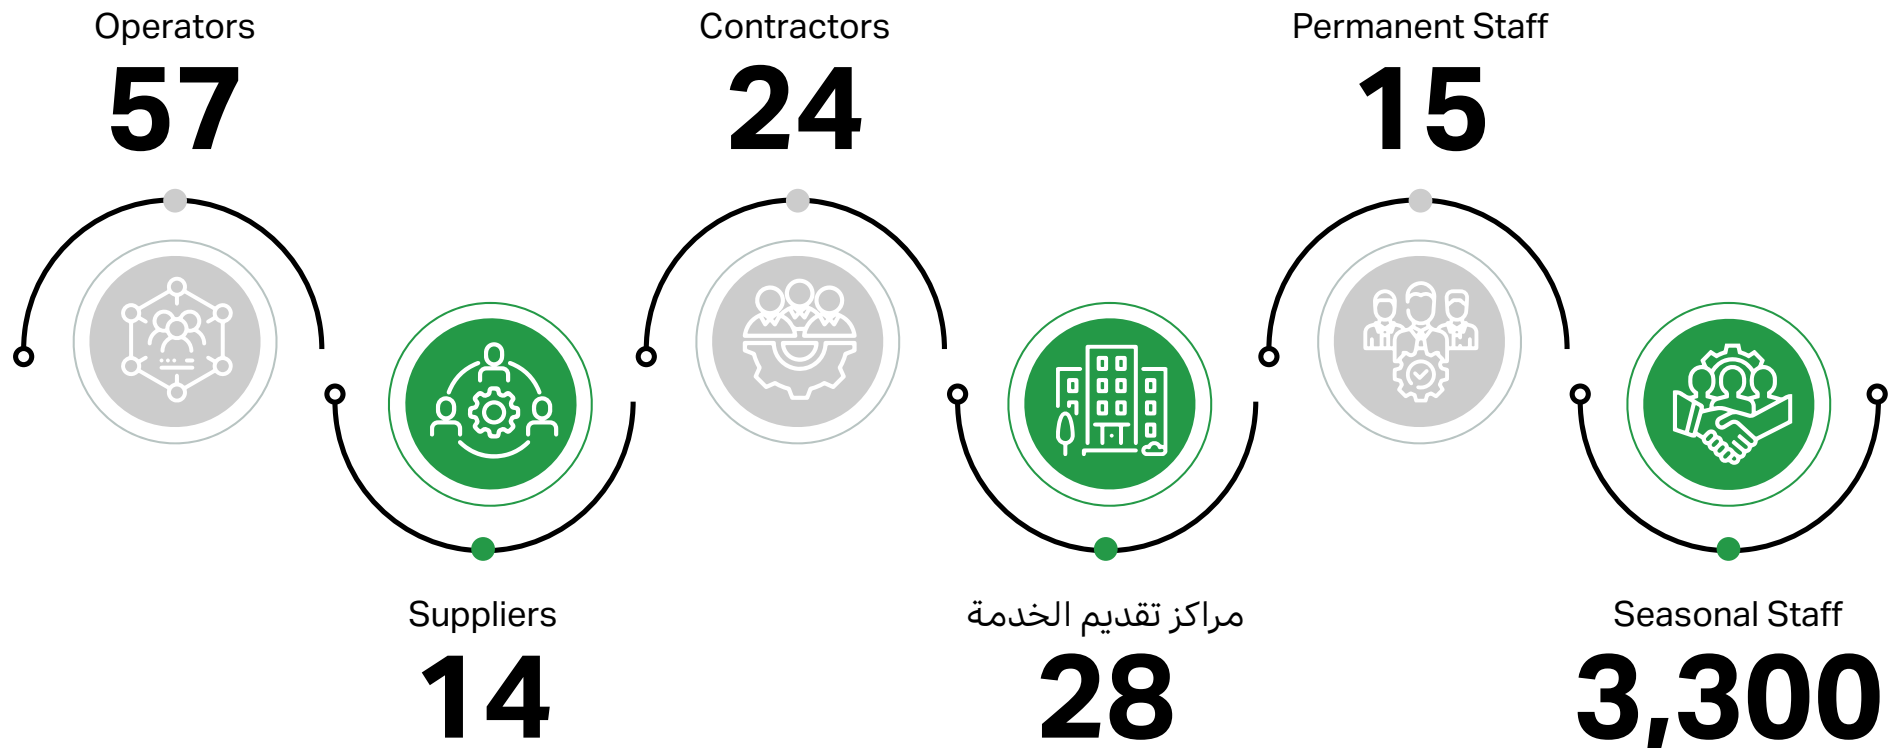 Operators
57
Contractors
24
Permanent Staff
15
Suppliers
14
مراكز تقديم الخدمة
28
Seasonal Staff
3,300